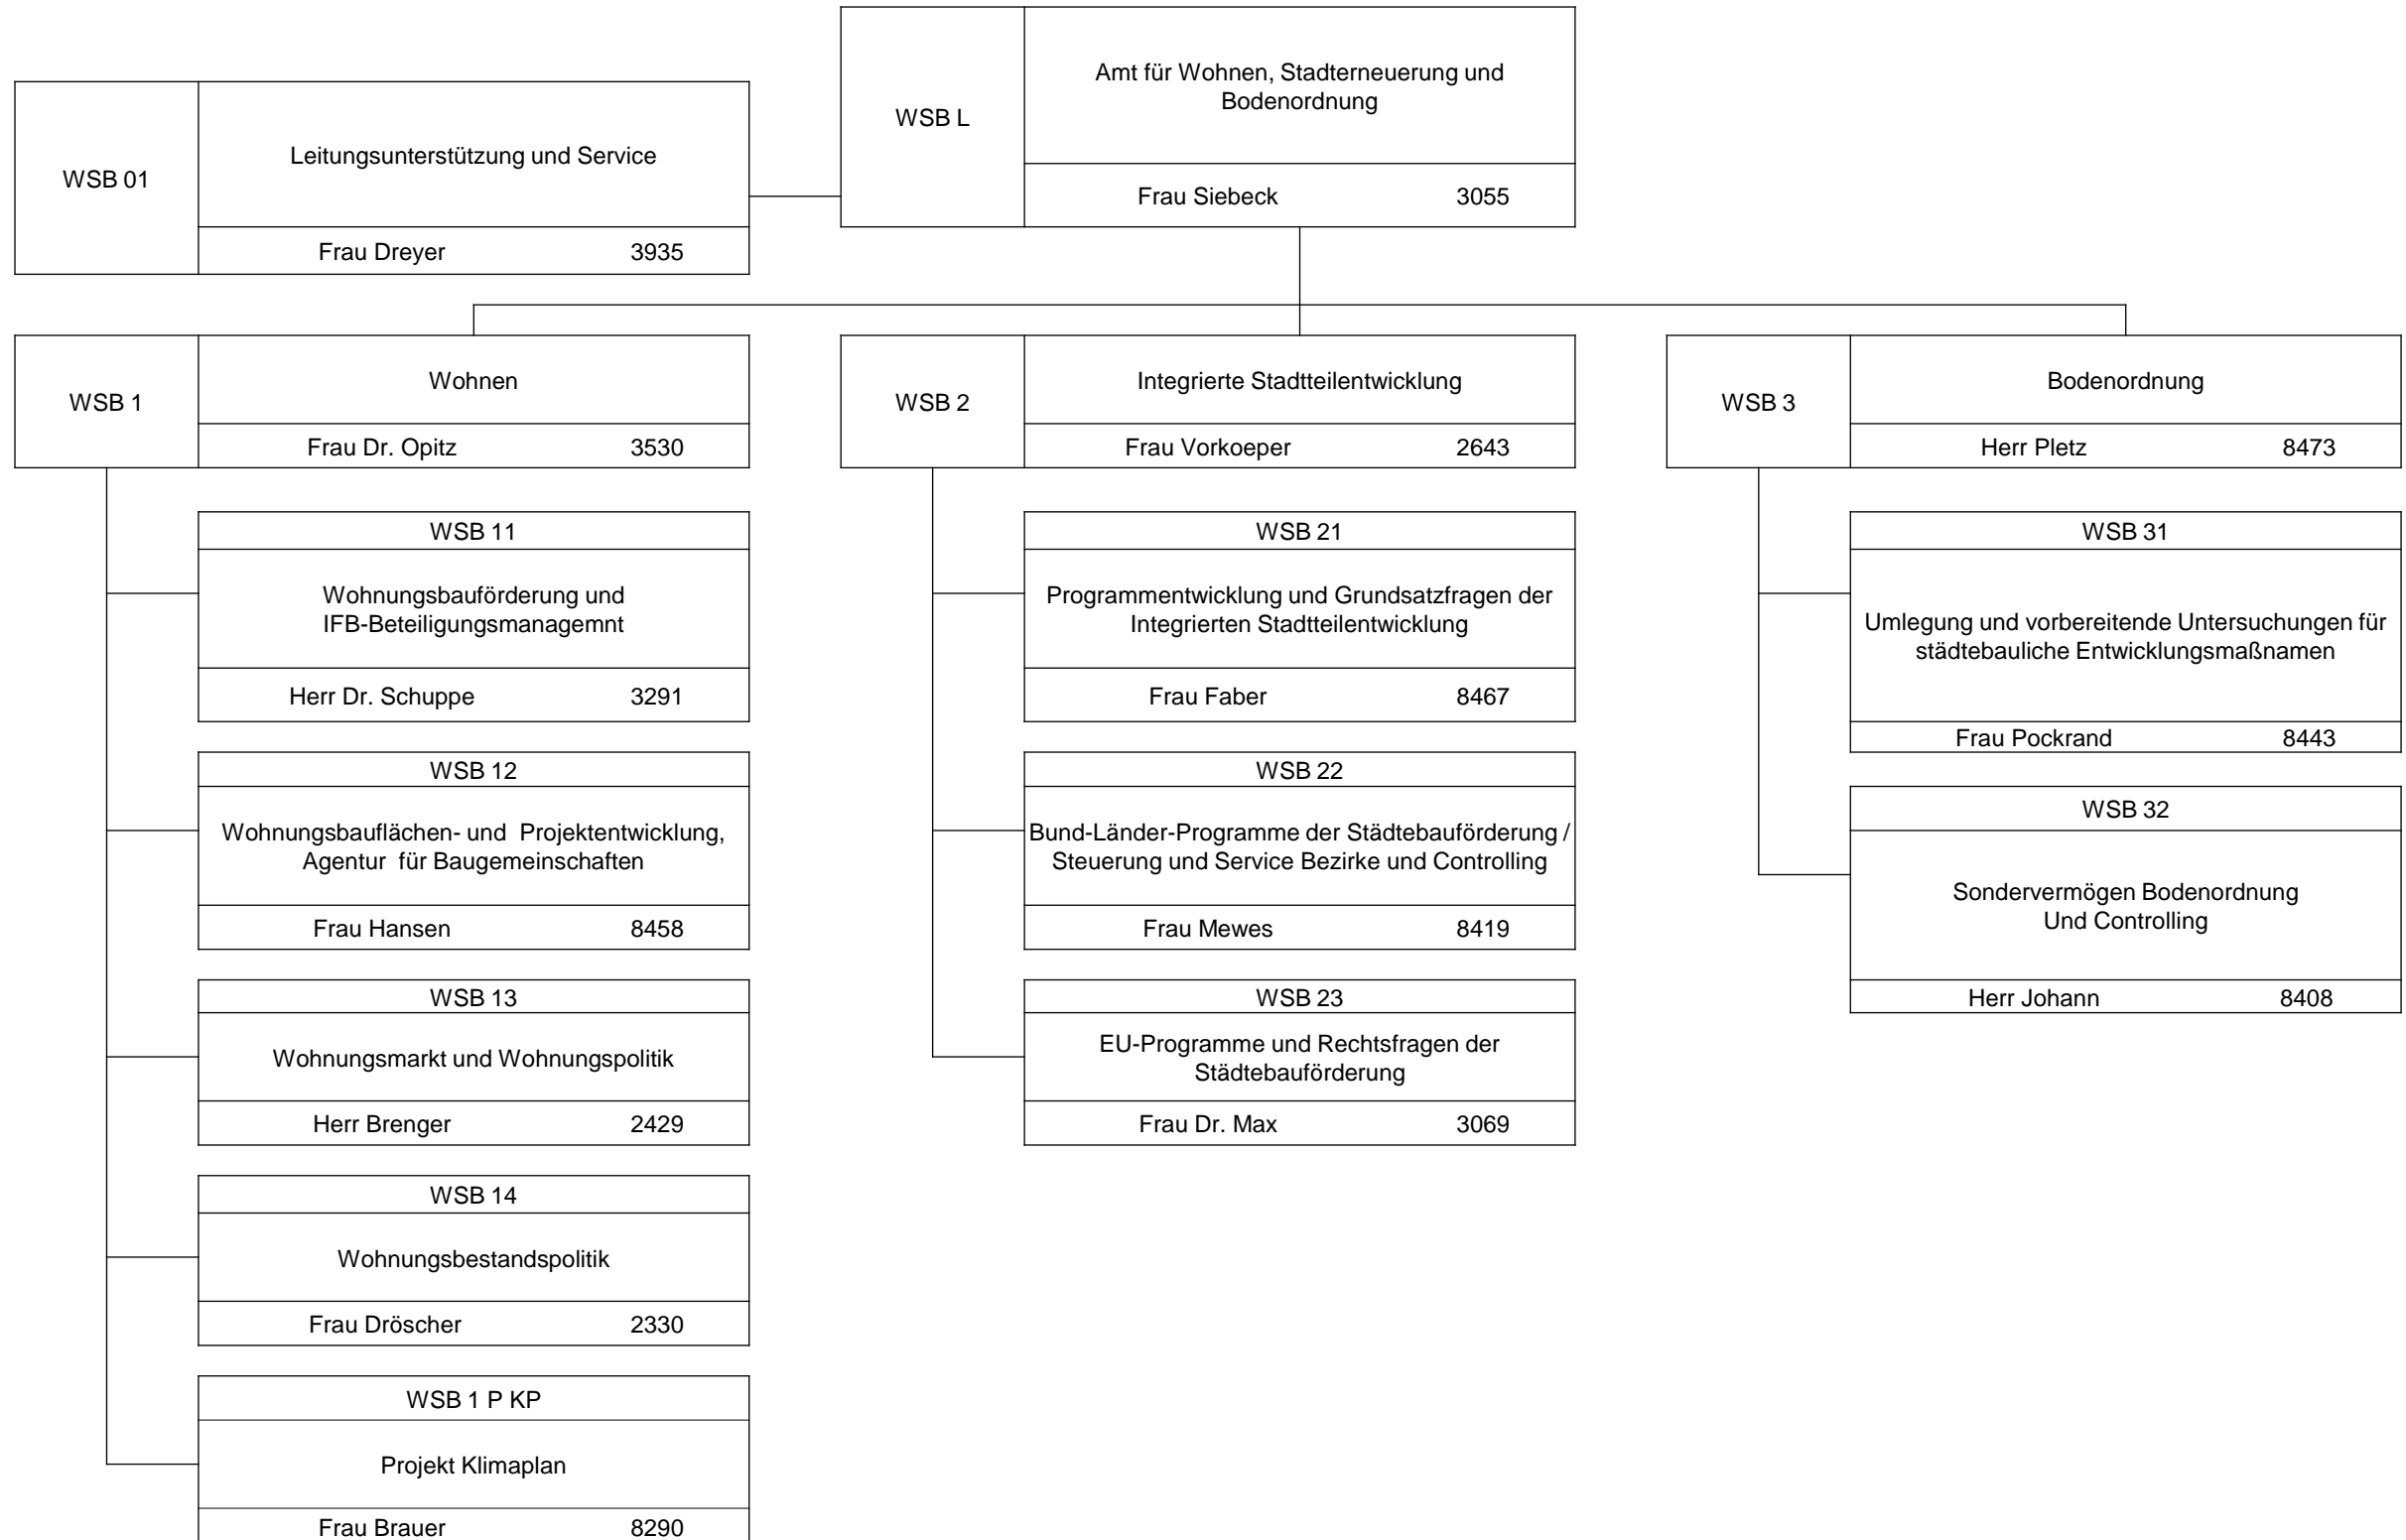 WSB L
Amt für Wohnen, Stadterneuerung und
Bodenordnung
Frau Siebeck 3055
WSB 01
Leitungsunterstützung und Service
Frau Dreyer 3935
WSB 1
Wohnen
Frau Dr. Opitz 3530
WSB 11
Wohnungsbauförderung und
IFB-Beteiligungsmanagemnt
Herr Dr. Schuppe 3291
WSB 12
Wohnungsbauflächen- und Projektentwicklung,
Agentur für Baugemeinschaften
Frau Hansen 8458
WSB 13
Wohnungsmarkt und Wohnungspolitik
Herr Brenger 2429
WSB 14
Wohnungsbestandspolitik
Frau Dröscher 2330
WSB 1 P KP
Projekt Klimaplan
Frau Brauer 8290
WSB 2
Integrierte Stadtteilentwicklung
Frau Vorkoeper 2643
WSB 21
Programmentwicklung und Grundsatzfragen der
Integrierten Stadtteilentwicklung
Frau Faber 8467
WSB 22
Bund-Länder-Programme der Städtebauförderung /
Steuerung und Service Bezirke und Controlling
Frau Mewes 8419
WSB 23
EU-Programme und Rechtsfragen der
Städtebauförderung
Frau Dr. Max 3069
WSB 3
Bodenordnung
Herr Pletz 8473
WSB 31
Umlegung und vorbereitende Untersuchungen für
städtebauliche Entwicklungsmaßnamen
Frau Pockrand 8443
WSB 32
Sondervermögen Bodenordnung
Und Controlling
Herr Johann 8408